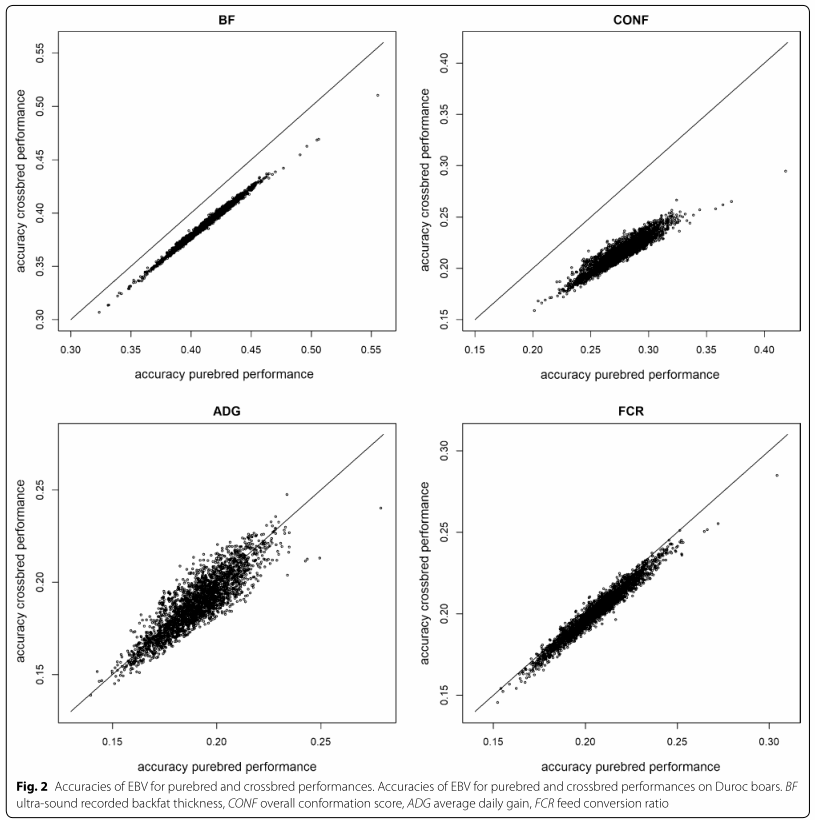 BF
CONF
accuracy crossbred performance
0.30 0.35 0.40 0.45 0.50 0.55
0.30 0.35 0.40 0.45 0.50 0.55
accuracy purebred performance
accuracy crossbred performance
0.15 0.20 0.25 0.30 0.35 0.40
0.15 0.20 0.25 0.30 0.35 0.40
accuracy purebred performance
ADG
FCR
accuracy crossbred performance
0.15 0.20 0.25
0.15 0.20 0.25
accuracy purebred performance
accuracy crossbred performance
0.15 0.20 0.25 0.30
0.15 0.20 0.25 0.30
accuracy purebred performance
Fig. 2 Accuracies of EBV for purebred and crossbred performances. Accuracies of EBV for purebred and crossbred performances on Duroc boars. BF
ultra-sound recorded backfat thickness, CONF overall conformation score, ADG average daily gain, FCR feed conversion ratio